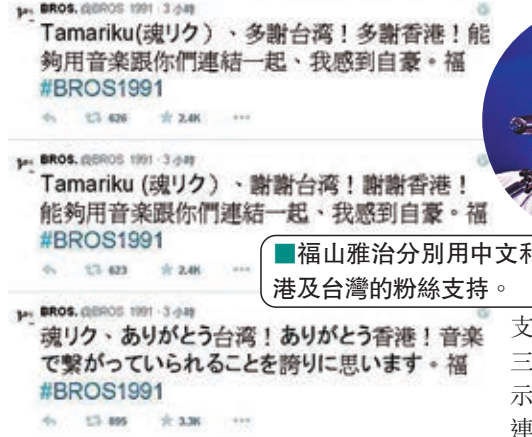 BROS. @BROS 1991 · 3 小時
Tamariku(魂リク）、多謝台湾！多謝香港！能
夠用音楽跟你們連結一起、我感到自豪。福
#BROS1991
626 2.4K
BROS. @BROS 1991 · 3 小時
Tamariku (魂リク）、謝謝台湾！謝謝香港！
能夠用音楽跟你們連結一起、我感到自豪。福
#BROS1991
623 2.4K
BROS. @BROS 1991 · 3 小時
魂リク、ありがとう台湾！ありがとう香港！音楽
で繋がっていられることを誇りに思います。福
#BROS1991
895 3.3K
■福山雅治分別用中文和
港及台灣的粉絲支持。
支
三
示
連